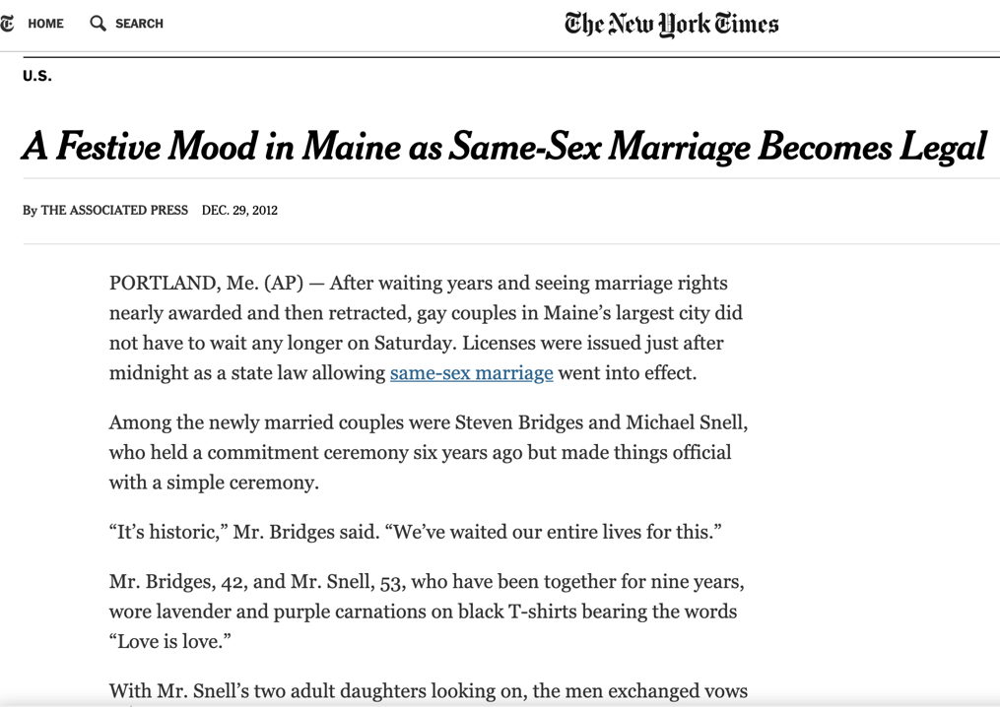 HOME SEARCH The New York Times
U.S.
A Festive Mood in Maine as Same-Sex Marriage Becomes Legal
By THE ASSOCIATED PRESS DEC. 29, 2012
PORTLAND, Me. (AP) — After waiting years and seeing marriage rights
nearly awarded and then retracted, gay couples in Maine’s largest city did
not have to wait any longer on Saturday. Licenses were issued just after
midnight as a state law allowing same-sex marriage went into effect.
Among the newly married couples were Steven Bridges and Michael Snell,
who held a commitment ceremony six years ago but made things official
with a simple ceremony.
“It’s historic,” Mr. Bridges said. “We’ve waited our entire lives for this.”
Mr. Bridges, 42, and Mr. Snell, 53, who have been together for nine years,
wore lavender and purple carnations on black T-shirts bearing the words
“Love is love.”
With Mr. Snell’s two adult daughters looking on, the men exchanged vows